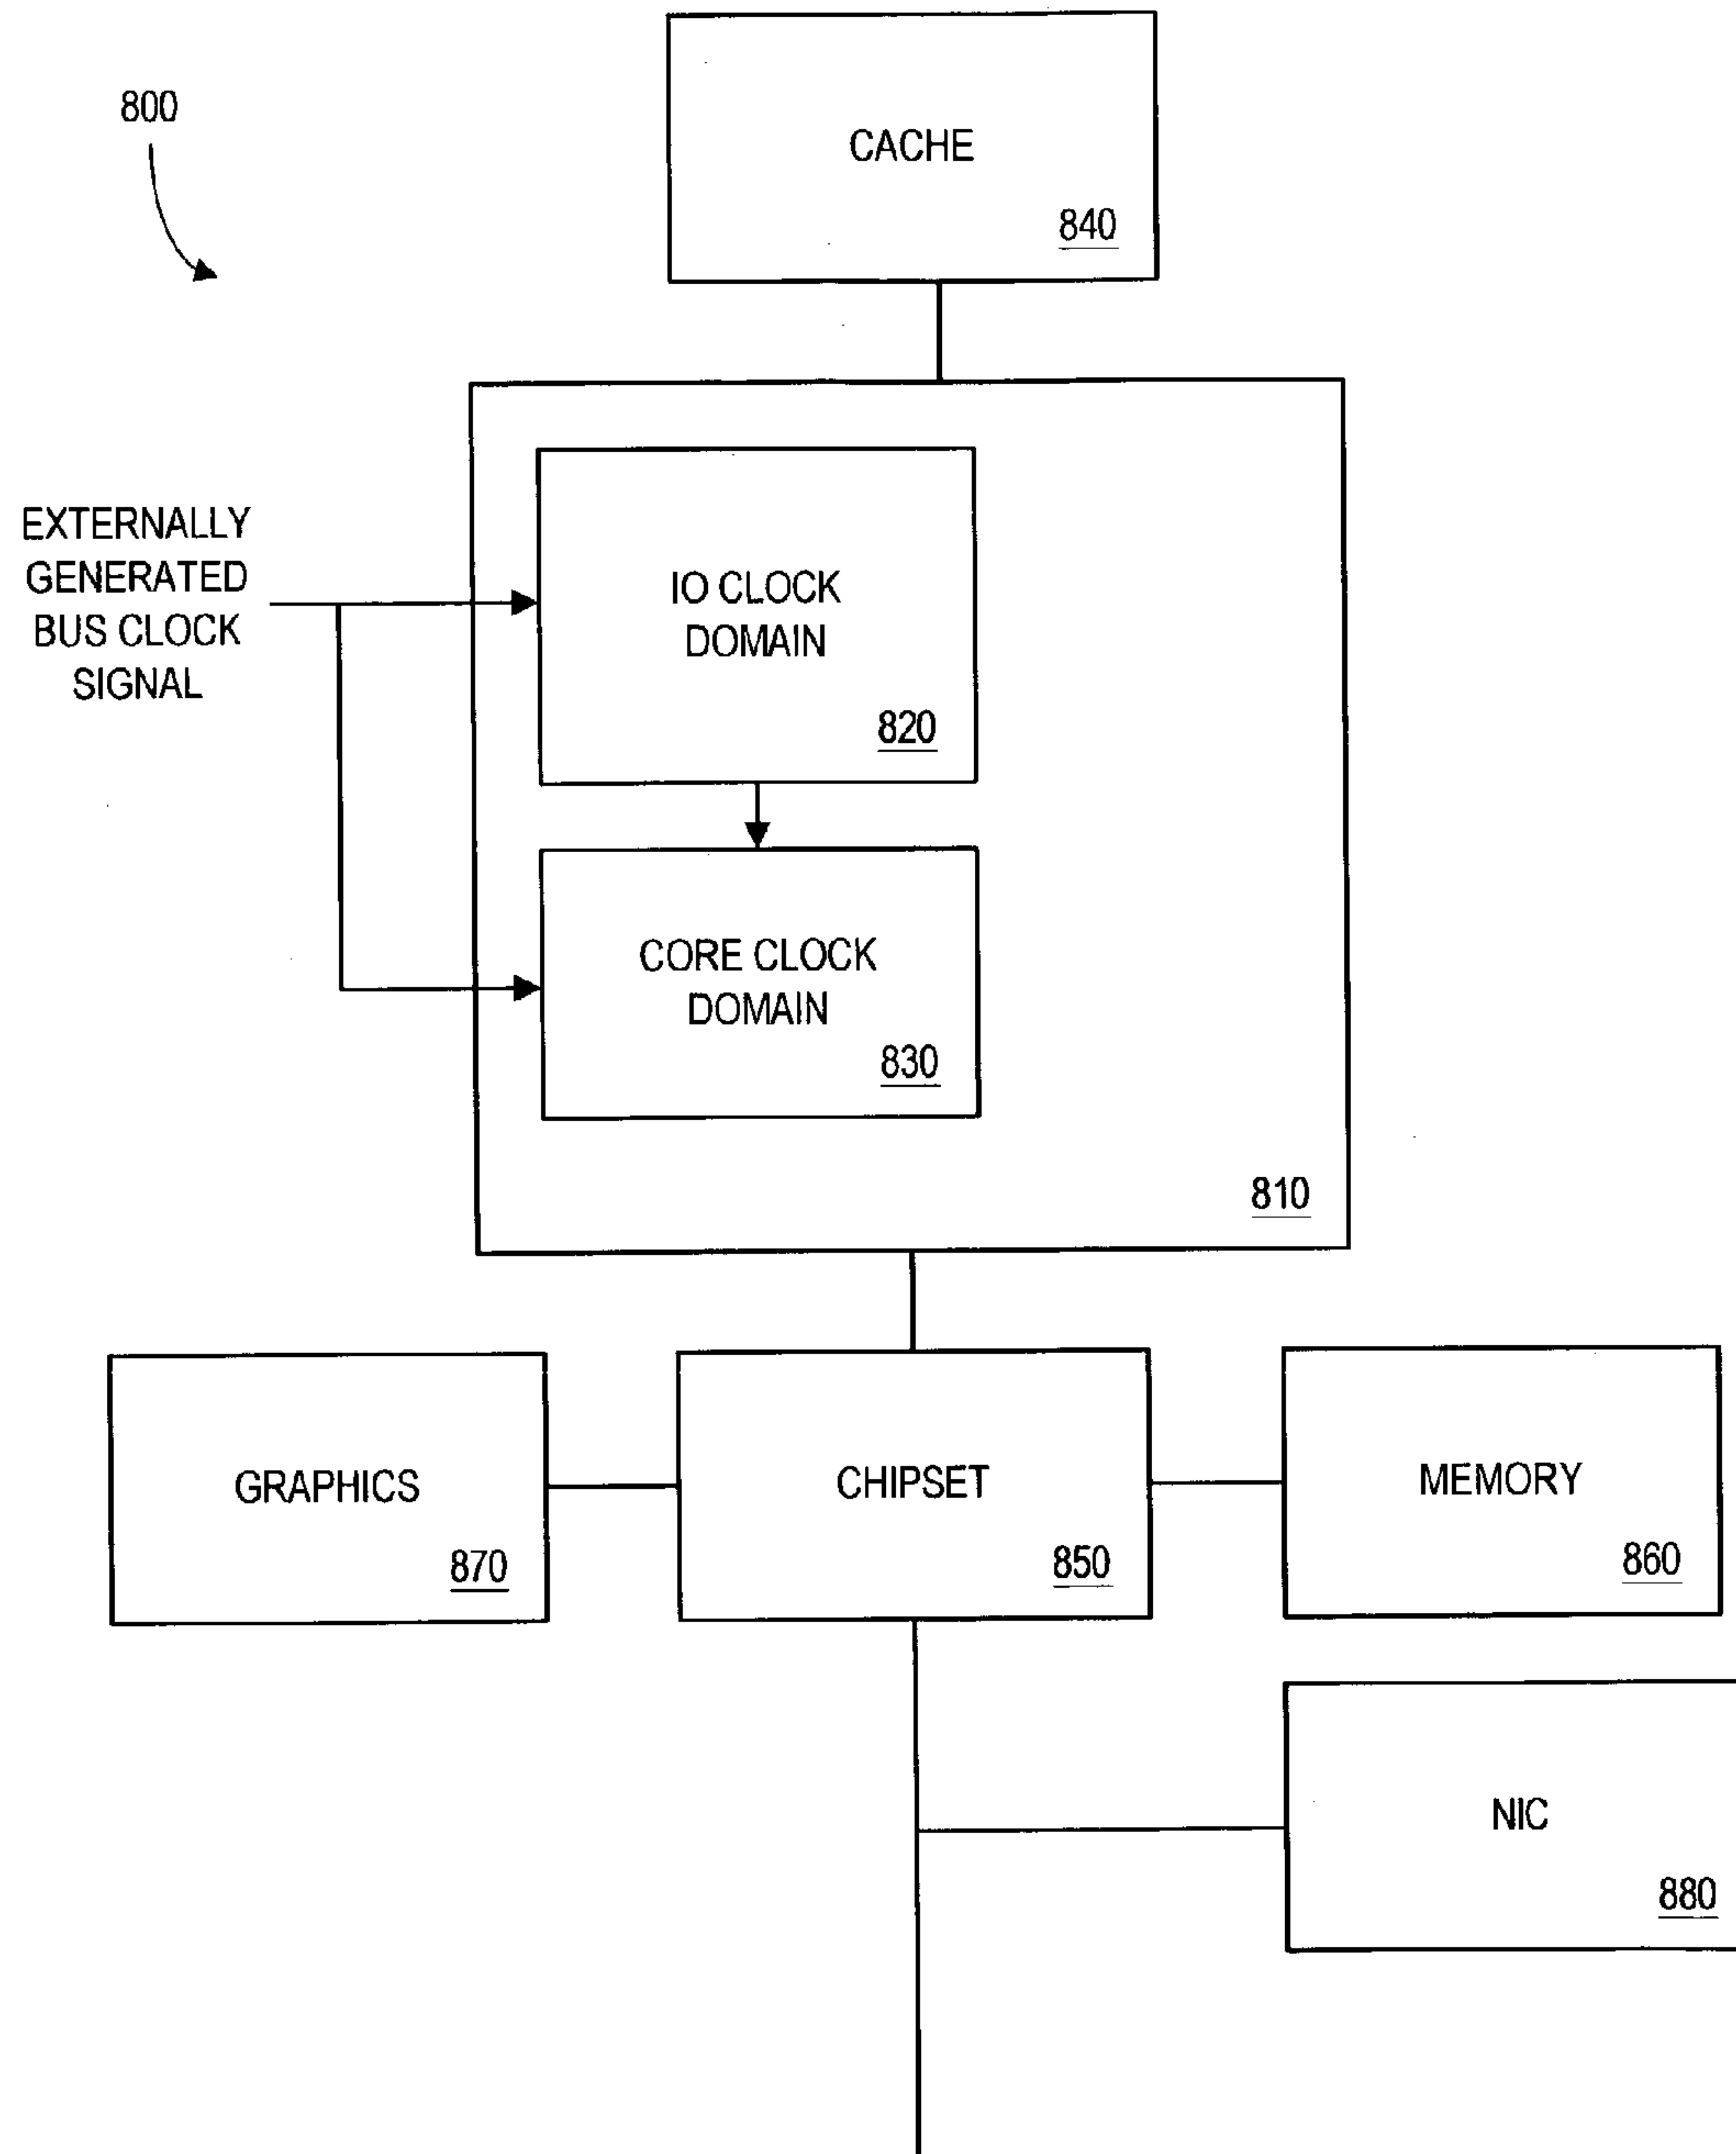 800
CACHE
840
EXTERNALLY
GENERATED
BUS CLOCK
SIGNAL
IO CLOCK
DOMAIN
820
CORE CLOCK
DOMAIN
830
810
GRAPHICS
870
CHIPSET
850
MEMORY
860
NIC
880